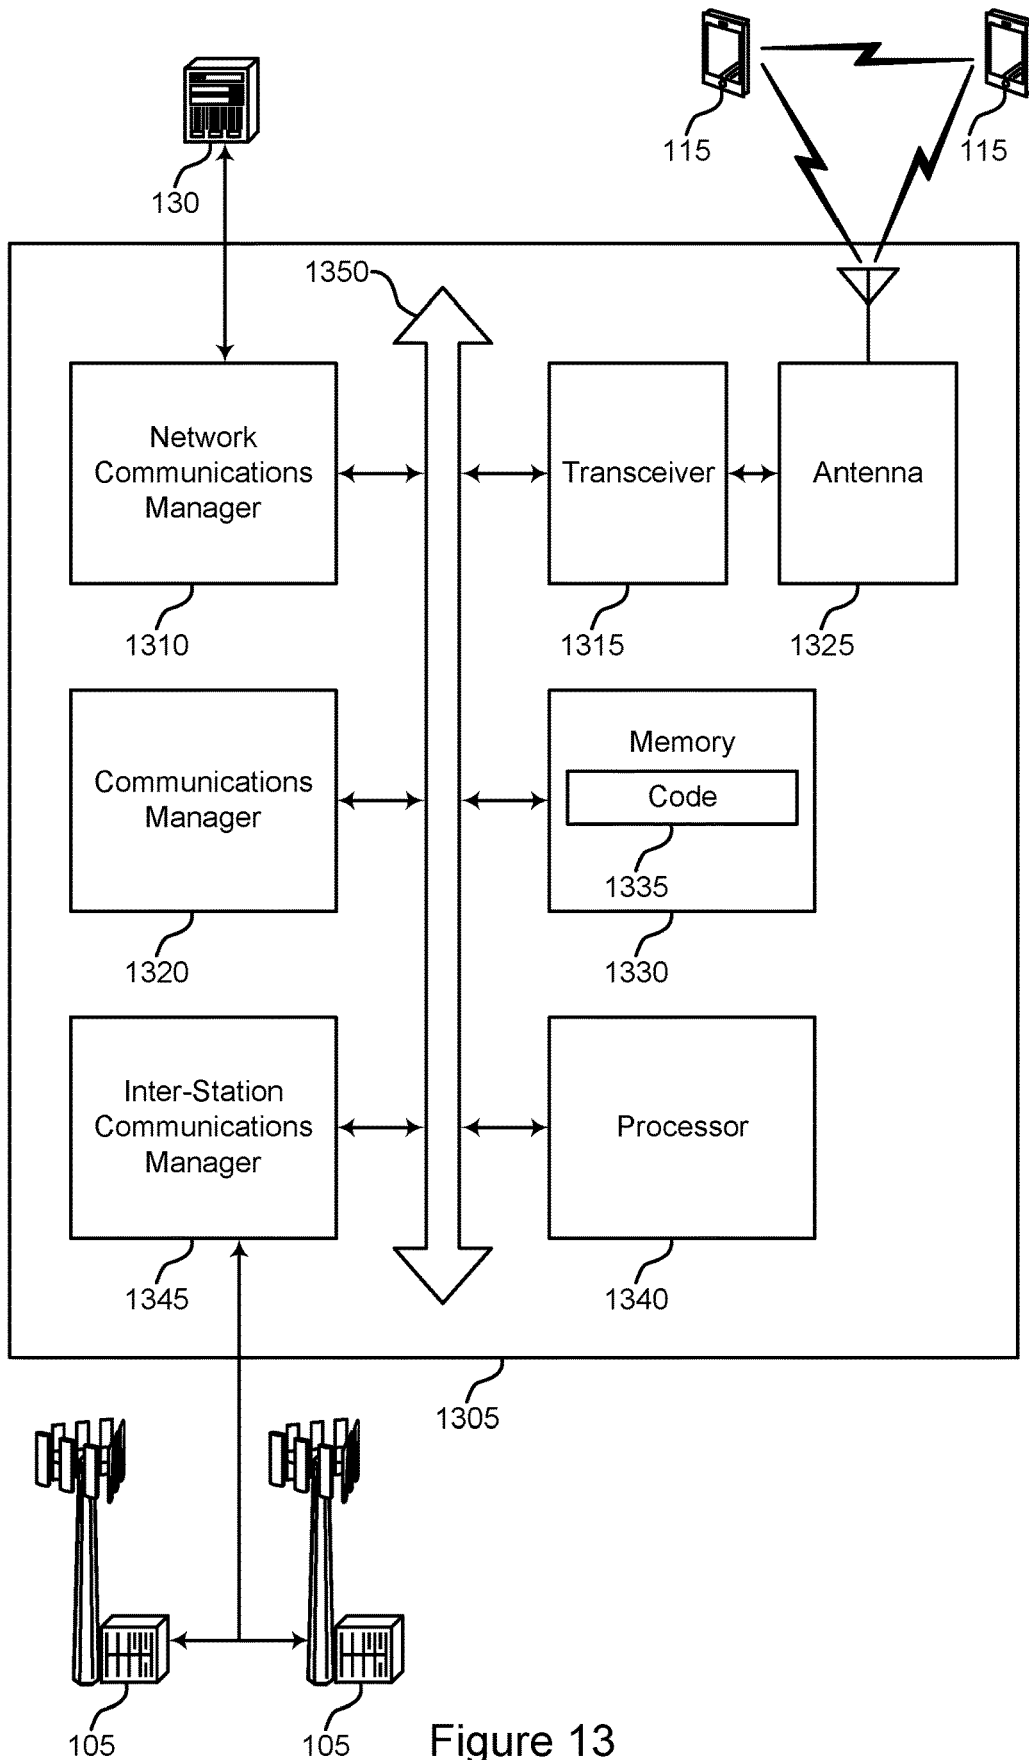 115
115
130
1350
Network
Communications
Manager
Transceiver
Antenna
1310
1315
1325
Communications
Manager
Memory
Code
1335
1320
1330
Inter-Station
Communications
Manager
Processor
1345
1340
1305
105
105
Figure 13